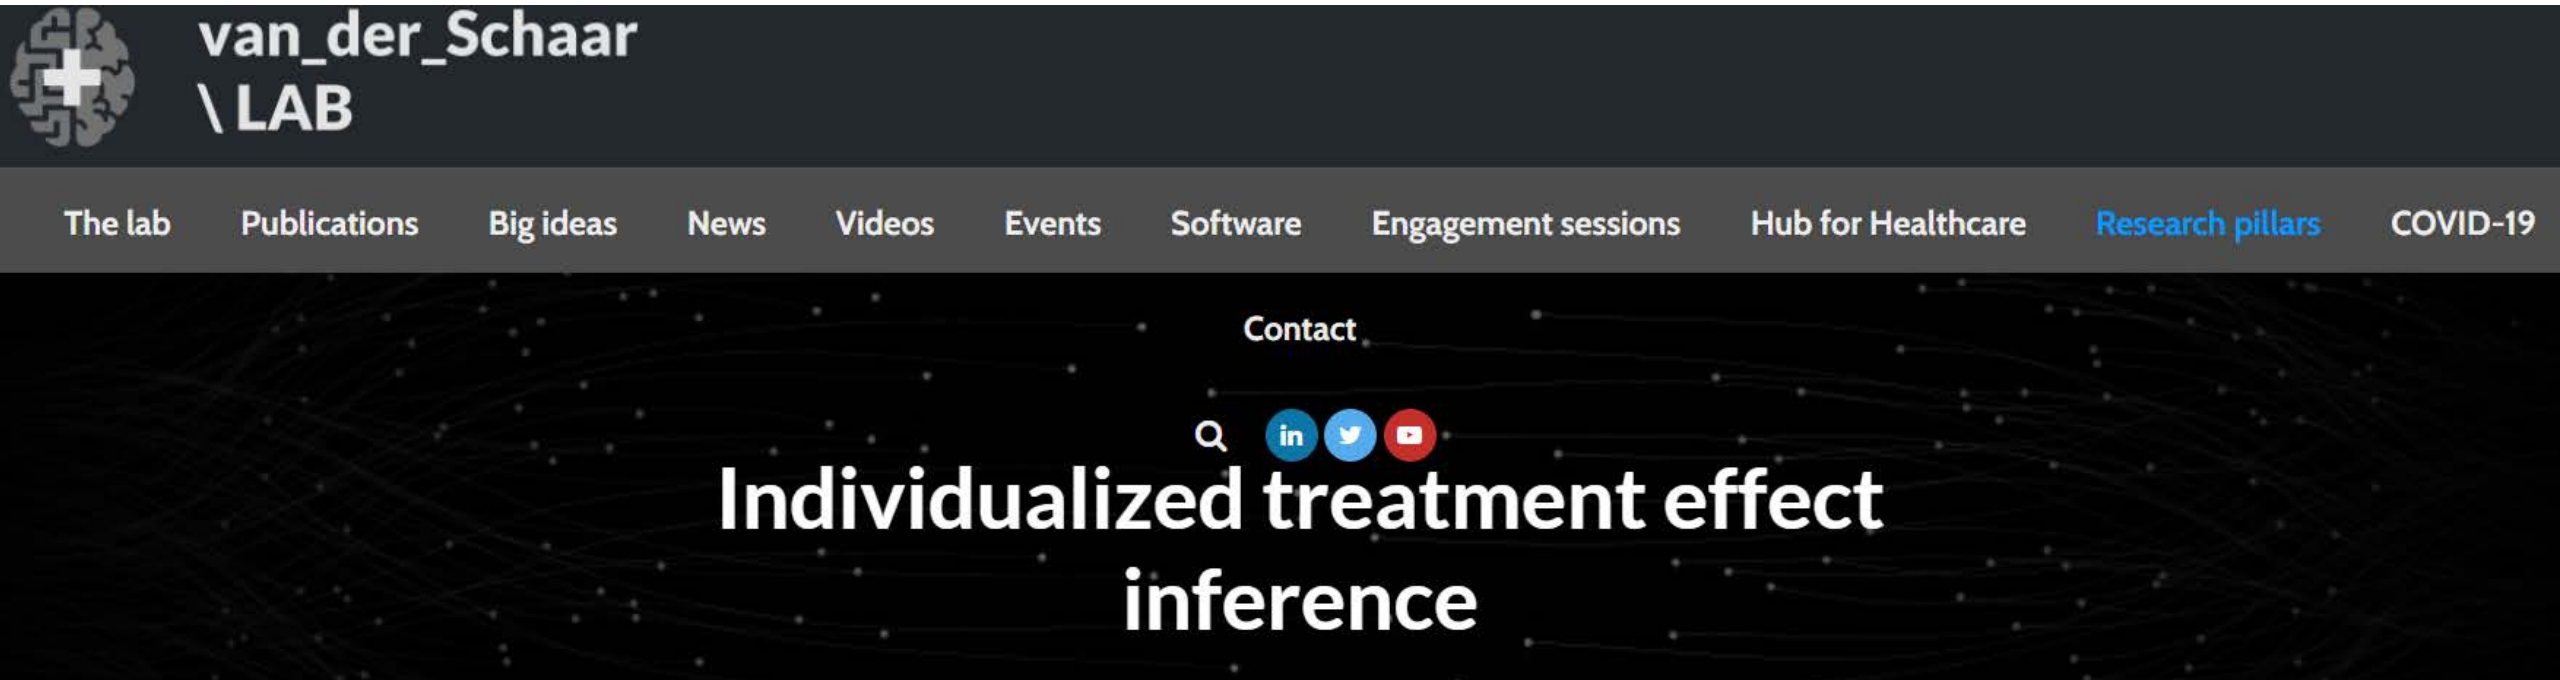 van_der_Schaar
\ LAB
The lab Publications Big ideas News Videos Events Software Engagement sessions Hub for Healthcare Research pillars COVID-19
Contact
in
Individualized treatment effect
inference